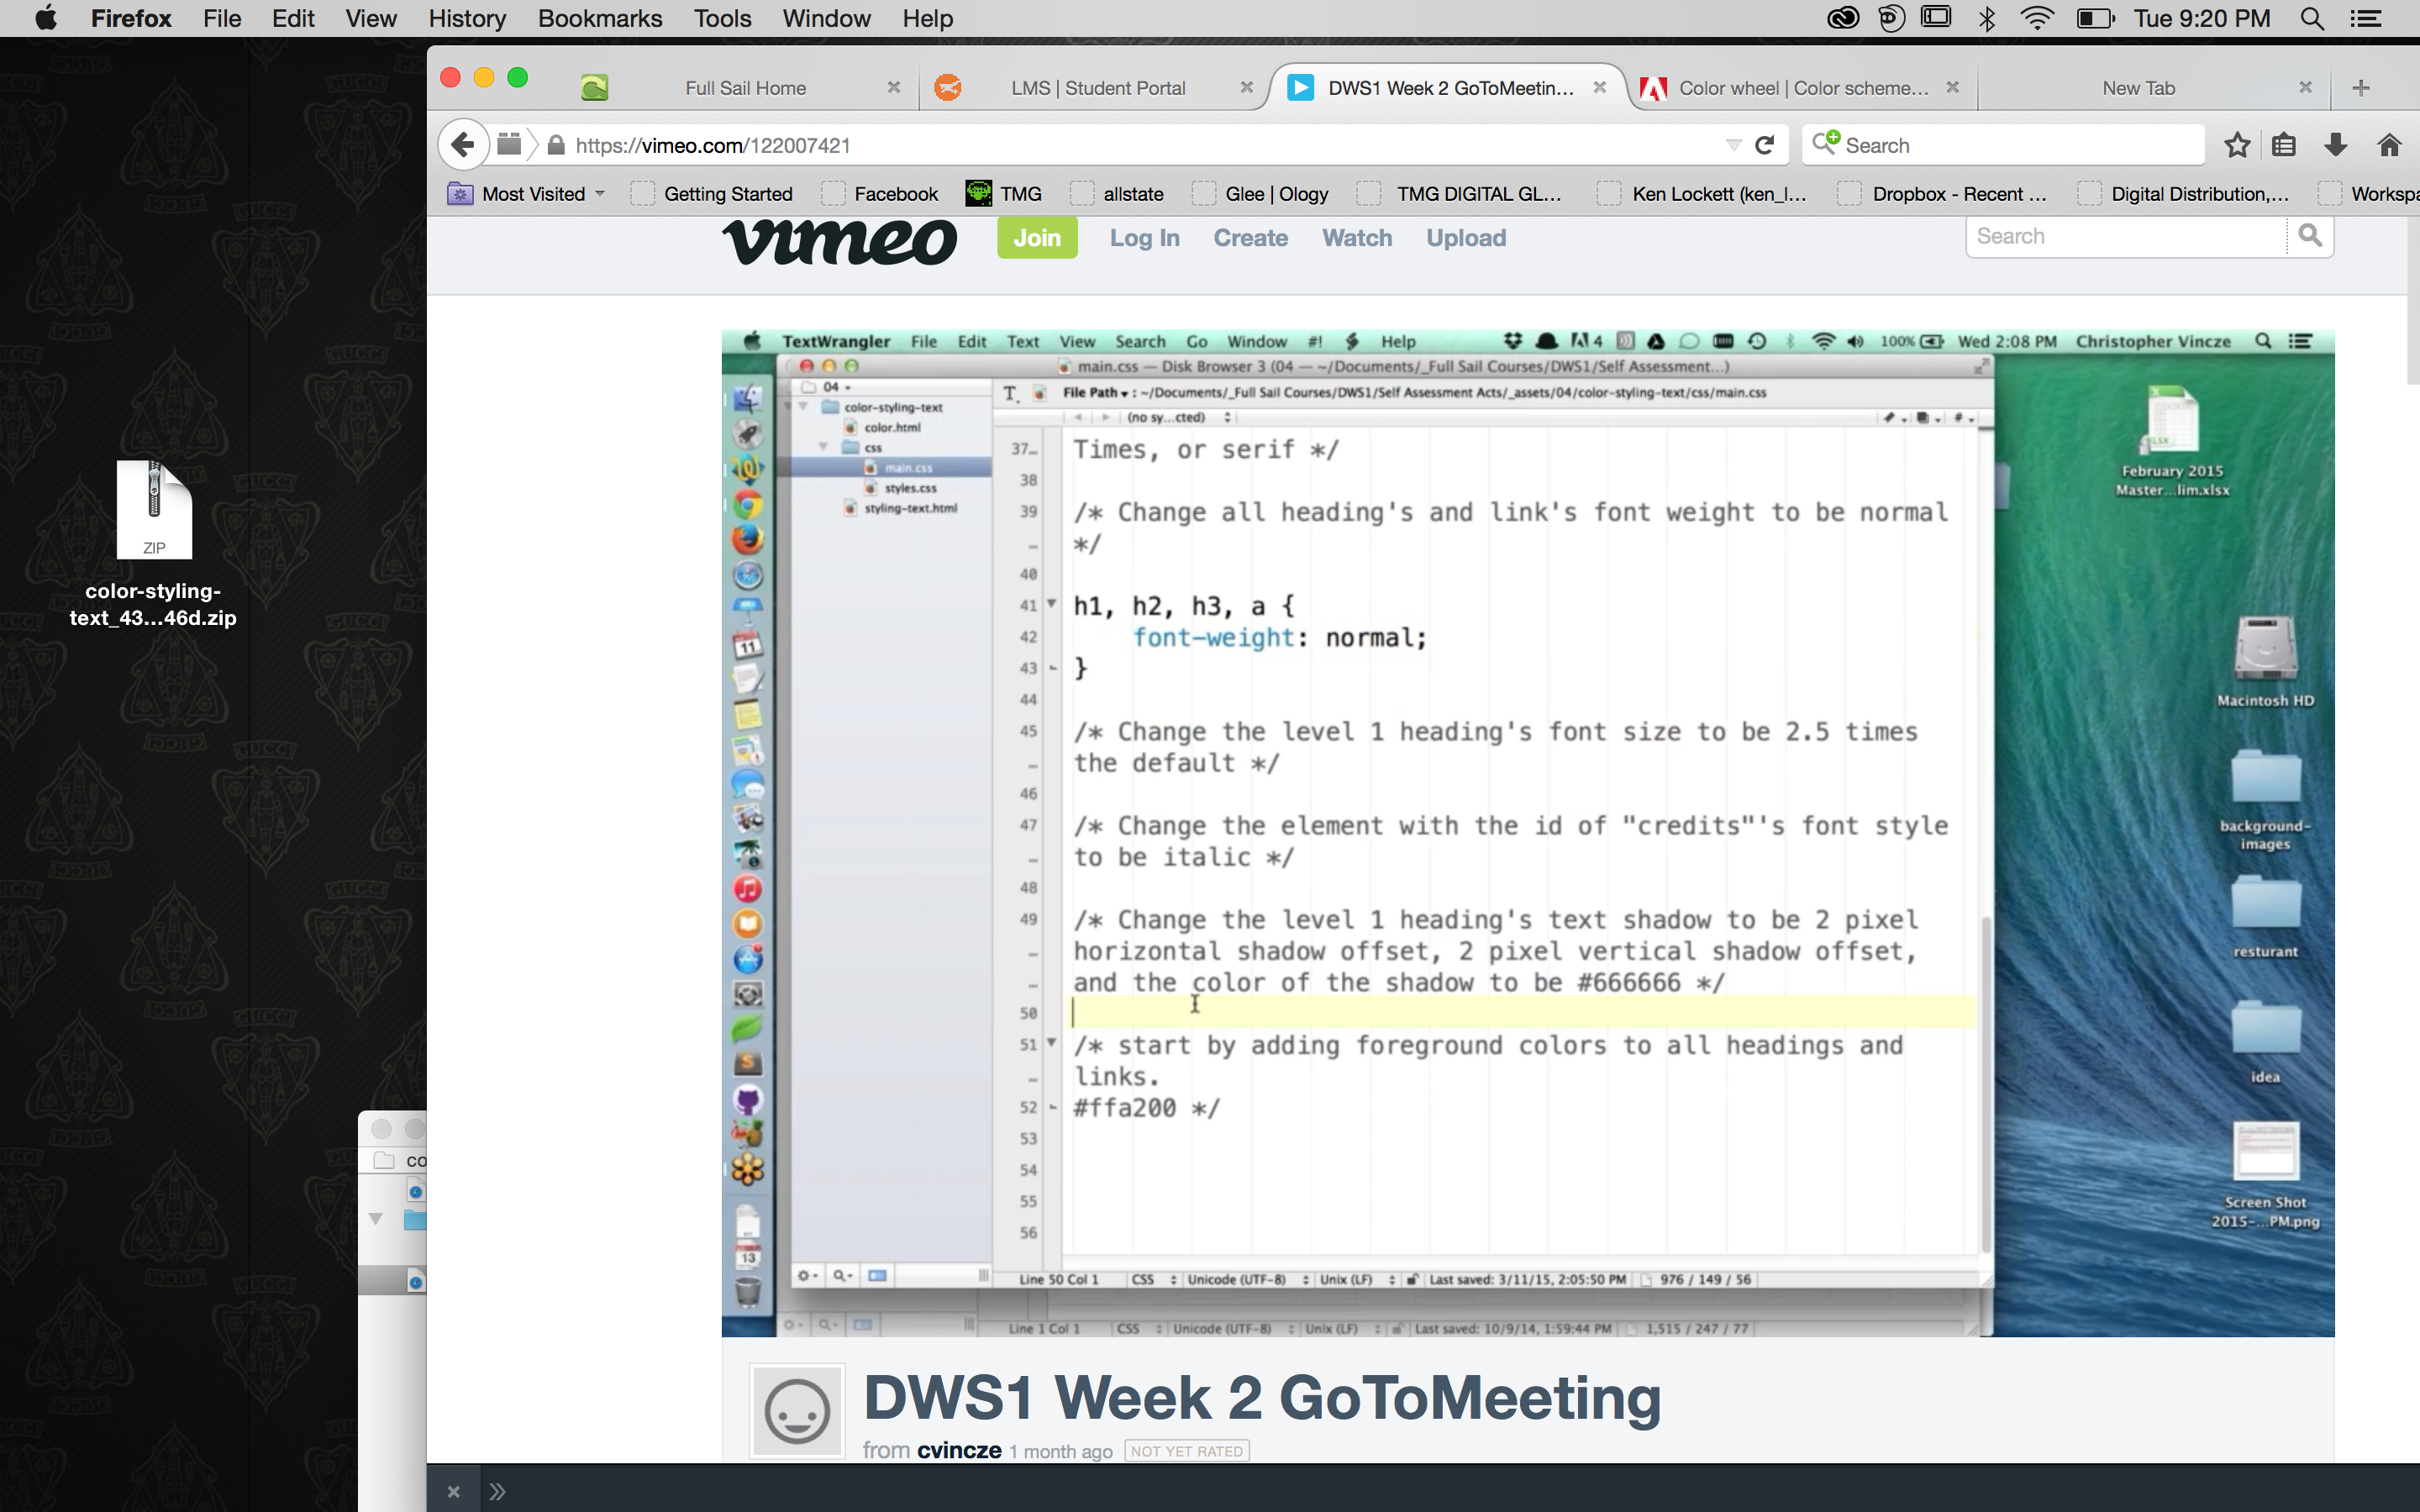 Firefox File Edit View History Bookmarks Tools Window Help Tue 9:20 PM
Full Sail Home LMS | Student Portal DWS1 Week 2 GoToMeetin... Color wheel | Color scheme... New Tab
https://vimeo.com/122007421 Search
Most Visited Getting Started Facebook TMG allstate Glee | Ology TMG DIGITAL GL... Ken Lockett (ken_l... Dropbox - Recent ... Digital Distribution,... Workspa
vimeo Join Log In Create Watch Upload Search
TextWrangler File Edit Text View Search Go Window #! Help 4 100% Wed 2:08 PM Christopher Vincze
main.css — Disk Browser 3 (04 — ~/Documents/_Full Sail Courses/DWS1/Self Assessment...)
04
File Path ▾ : ~/Documents/_Full Sail Courses/DWS1/Self Assessment Acts/_assets/04/color-styling-text/css/main.css
(no sy...cted)
color-styling-text
color.html
css
main.css
styles.css
styling-text.html
37... Times, or serif */
38
39 /* Change all heading's and link's font weight to be normal
*/
40
41 h1, h2, h3, a {
42 font-weight: normal;
43 }
44
45 /* Change the level 1 heading's font size to be 2.5 times
the default */
46
47 /* Change the element with the id of "credits"'s font style
to be italic */
48
49 /* Change the level 1 heading's text shadow to be 2 pixel
horizontal shadow offset, 2 pixel vertical shadow offset,
and the color of the shadow to be #666666 */
50
51 /* start by adding foreground colors to all headings and
links.
52 #ffa200 */
53
54
55
56
Line 50 Col 1 CSS Unicode (UTF-8) Unix (LF) Last saved: 3/11/15, 2:05:50 PM 976 / 149 / 56
Line 1 Col 1 CSS Unicode (UTF-8) Unix (LF) Last saved: 10/9/14, 1:59:44 PM 1,515 / 247 / 77
XLSX
February 2015
Master...lim.xlsx
Macintosh HD
background-
images
resturant
idea
Screen Shot
2015-...PM.png
11
13
ZIP
color-styling-
text_43...46d.zip
GUCCI
co
DWS1 Week 2 GoToMeeting
from cvincze 1 month ago NOT YET RATED